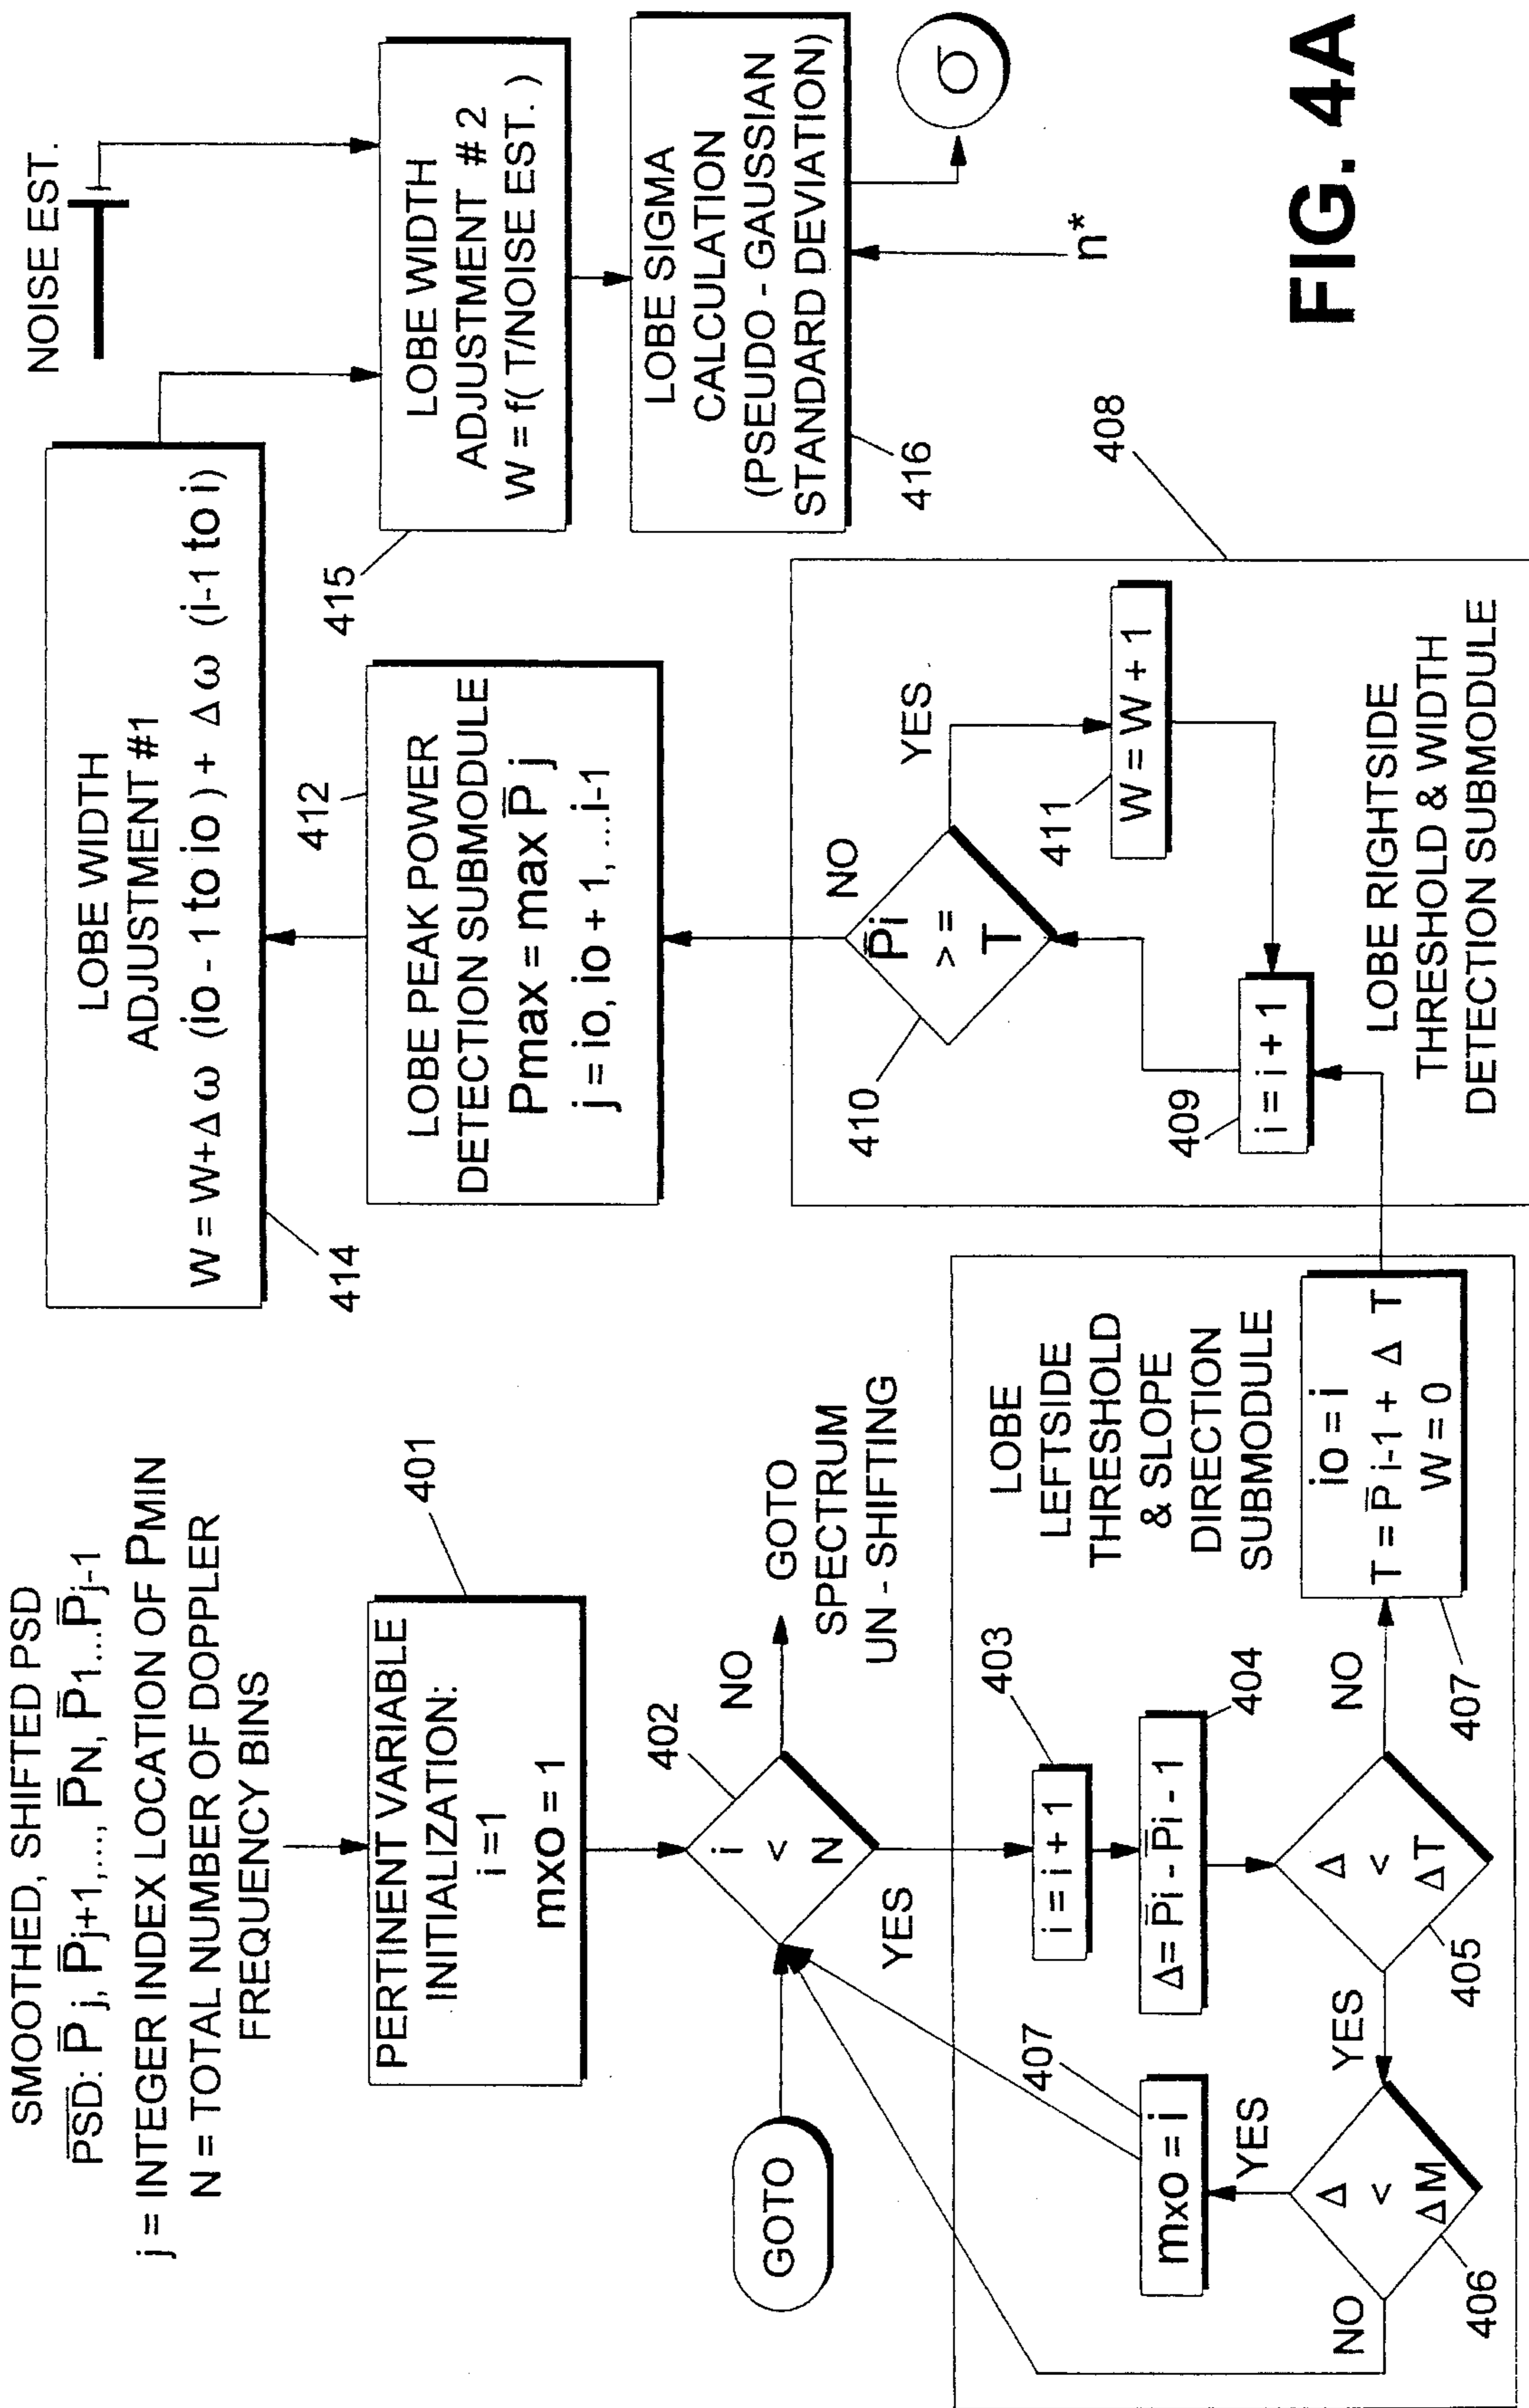 SMOOTHED, SHIFTED PSD
P̅S̅D̅: P̅j, P̅j+1,...., P̅N, P̅1...P̅j-1
j = INTEGER INDEX LOCATION OF PMIN
N = TOTAL NUMBER OF DOPPLER
FREQUENCY BINS
401
PERTINENT VARIABLE
INITIALIZATION:
i =1
mxo = 1
402
i
<
N
NO
GOTO
SPECTRUM
UN - SHIFTING
YES
GOTO
403
i = i + 1
404
Δ= P̅i - P̅i - 1
Δ
<
ΔT
405
NO
YES
Δ
<
ΔM
406
YES
NO
407
mxo = i
LOBE
LEFTSIDE
THRESHOLD
& SLOPE
DIRECTION
SUBMODULE
io = i
T = P̅ i-1 + Δ T
W = 0
407
408
409
i = i + 1
410
P̅i
> =
T
NO
YES
411
W = W + 1
LOBE RIGHTSIDE
THRESHOLD & WIDTH
DETECTION SUBMODULE
412
LOBE PEAK POWER
DETECTION SUBMODULE
Pmax = max P̅ j
j = io, io + 1, ...i-1
LOBE WIDTH
ADJUSTMENT #1
W = W+Δ ω (io - 1 to io ) + Δ ω (i-1 to i)
414
NOISE EST.
415
LOBE WIDTH
ADJUSTMENT # 2
W = f( T/NOISE EST. )
LOBE SIGMA
CALCULATION
(PSEUDO - GAUSSIAN
STANDARD DEVIATION)
416
n*
σ
FIG. 4A